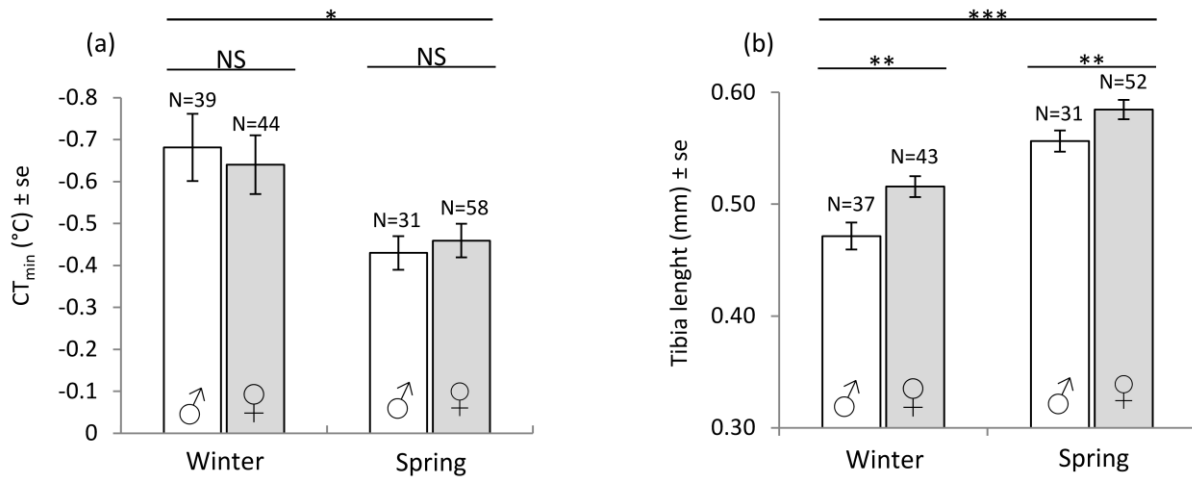 (a)
*
NS
NS
CTmin (°C) ± se
-0.8
-0.7
-0.6
-0.5
-0.4
-0.3
-0.2
-0.1
0
N=39
N=44
N=31
N=58
♂ ♀ ♂ ♀
Winter Spring
(b)
***
**
**
Tibia lenght (mm) ± se
0.60
0.50
0.40
0.30
N=37
N=43
N=31
N=52
♂ ♀ ♂ ♀
Winter Spring